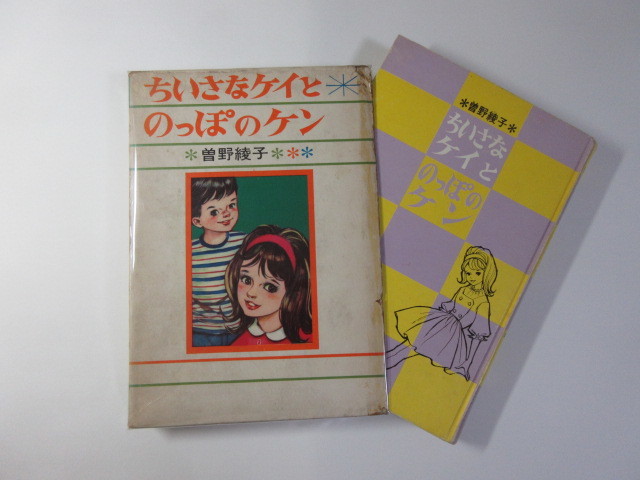 ちいさなケイと
のっぽのケン
*曽野綾子***
*曽野綾子*
ちいさな
ケイと
のっぽの
ケン